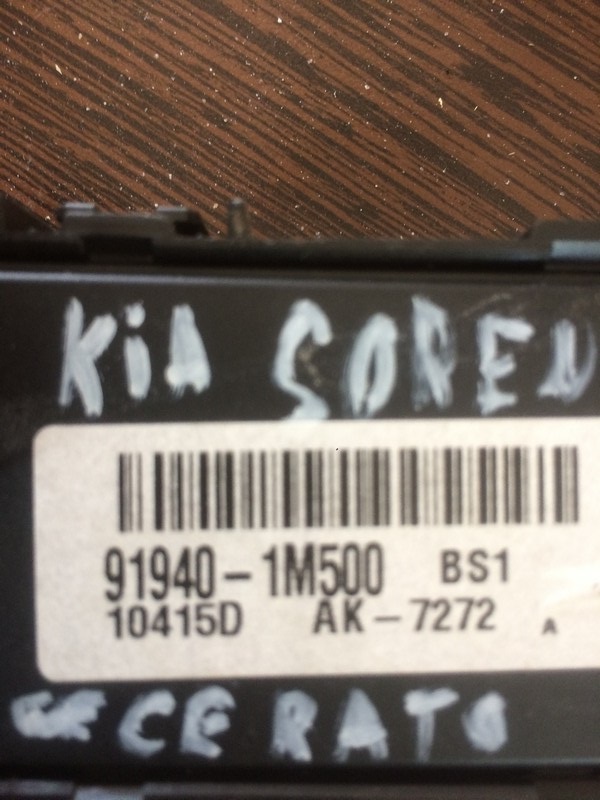 KiA SOREN
91940-1M500 BS1
10415D AK-7272 A
CERATO